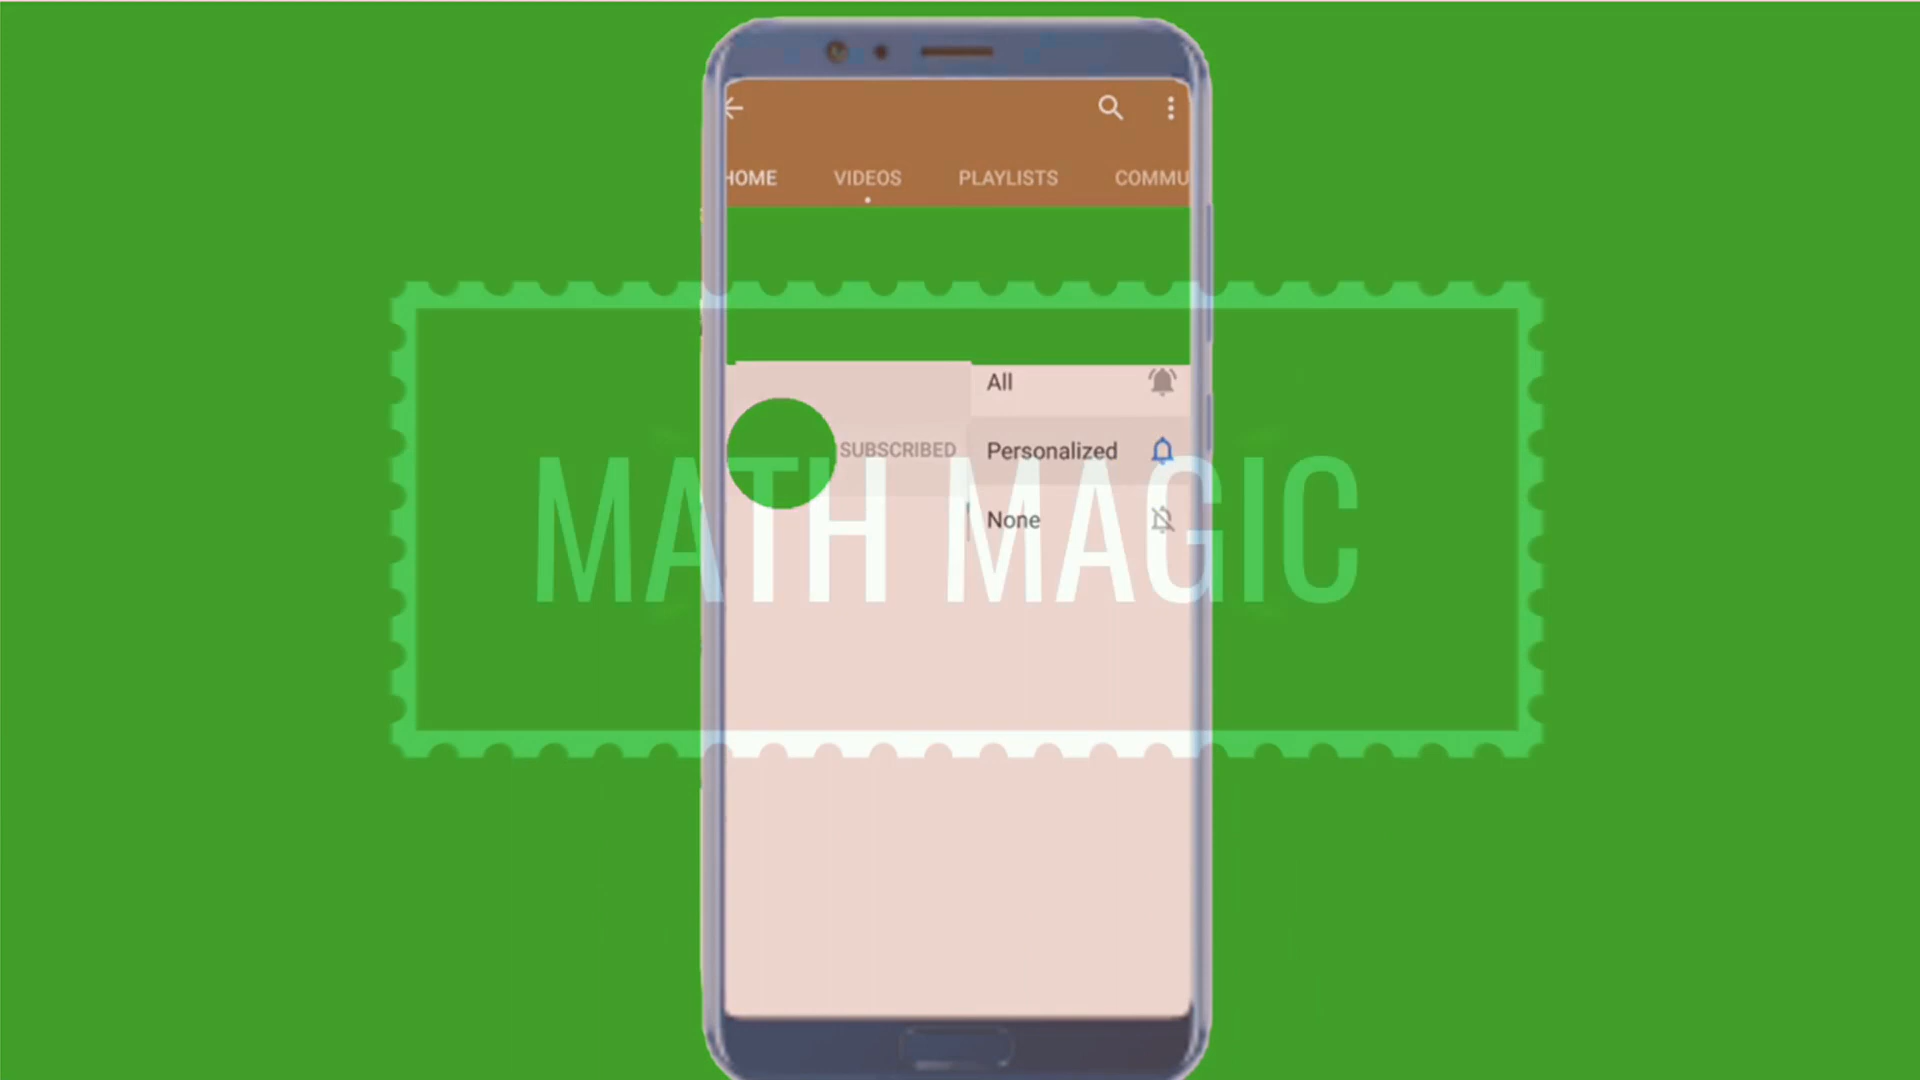 HOME VIDEOS PLAYLISTS COMMU
All
SUBSCRIBED Personalized
None
MATH MAGIC